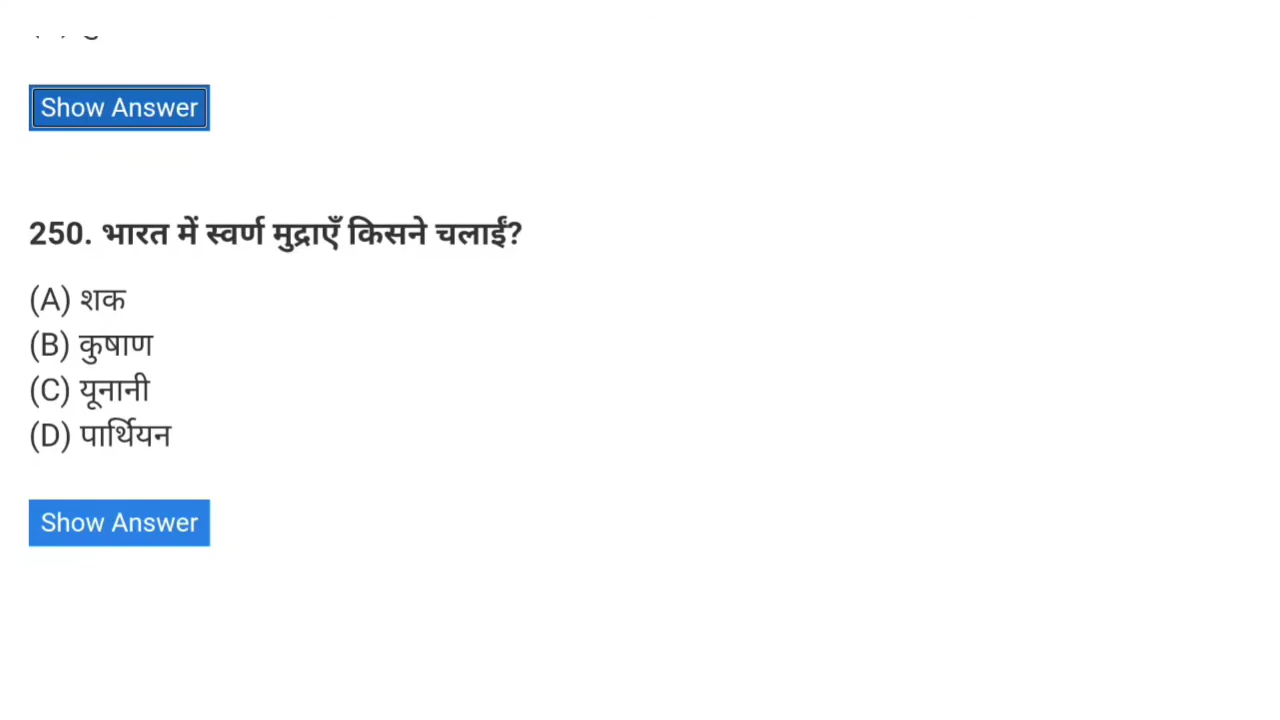 Show Answer
250. भारत में स्वर्ण मुद्राएँ किसने चलाईं?
(A) शक
(B) कुषाण
(C) यूनानी
(D) पार्थियन
Show Answer